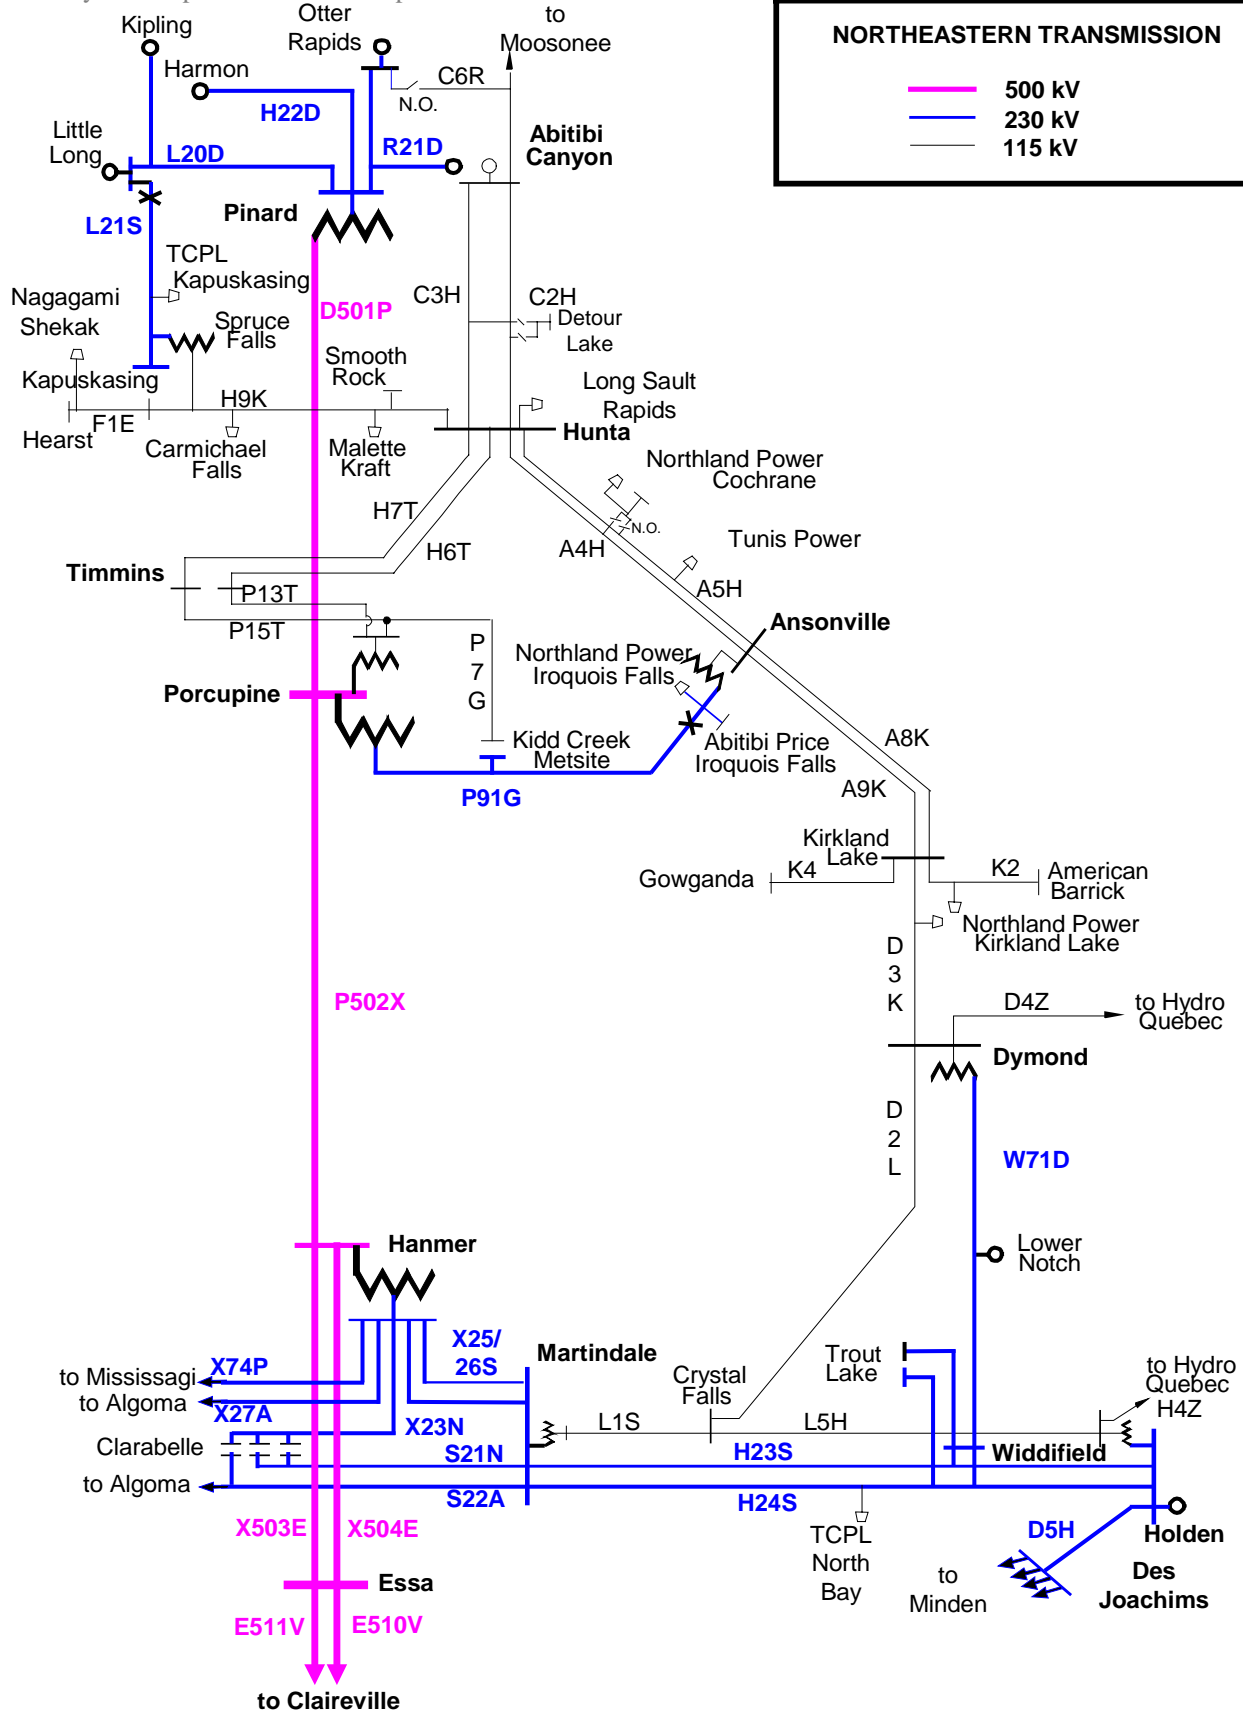 Kipling
Otter
Rapids
to
Moosonee
NORTHEASTERN TRANSMISSION
500 kV
230 kV
115 kV
Harmon
H22D
C6R
N.O.
Little
Long
L20D
R21D
Abitibi
Canyon
Pinard
L21S
TCPL
Kapuskasing
Nagagami
Shekak
Spruce
Falls
D501P
C3H
C2H
Detour
Lake
Smooth
Rock
Long Sault
Rapids
Kapuskasing
H9K
F1E
Hearst
Carmichael
Falls
Malette
Kraft
Hunta
Northland Power
Cochrane
H7T
N.O.
A4H
H6T
Tunis Power
Timmins
P13T
A5H
P15T
Ansonville
P
7
G
Northland Power
Iroquois Falls
Porcupine
Kidd Creek
Metsite
Abitibi Price
Iroquois Falls
A8K
A9K
P91G
Kirkland
Lake
Gowganda
K4
K2
American
Barrick
Northland Power
Kirkland Lake
D
3
K
P502X
D4Z
to Hydro
Quebec
Dymond
D
2
L
W71D
Hanmer
Lower
Notch
X25/
26S
Martindale
Trout
Lake
to Hydro
Quebec
H4Z
to Mississagi
X74P
to Algoma
X27A
Crystal
Falls
X23N
L1S
L5H
Clarabelle
S21N
H23S
Widdifield
to Algoma
S22A
H24S
X503E
X504E
TCPL
North
Bay
D5H
Holden
Essa
to
Minden
Des
Joachims
E511V
E510V
to Claireville